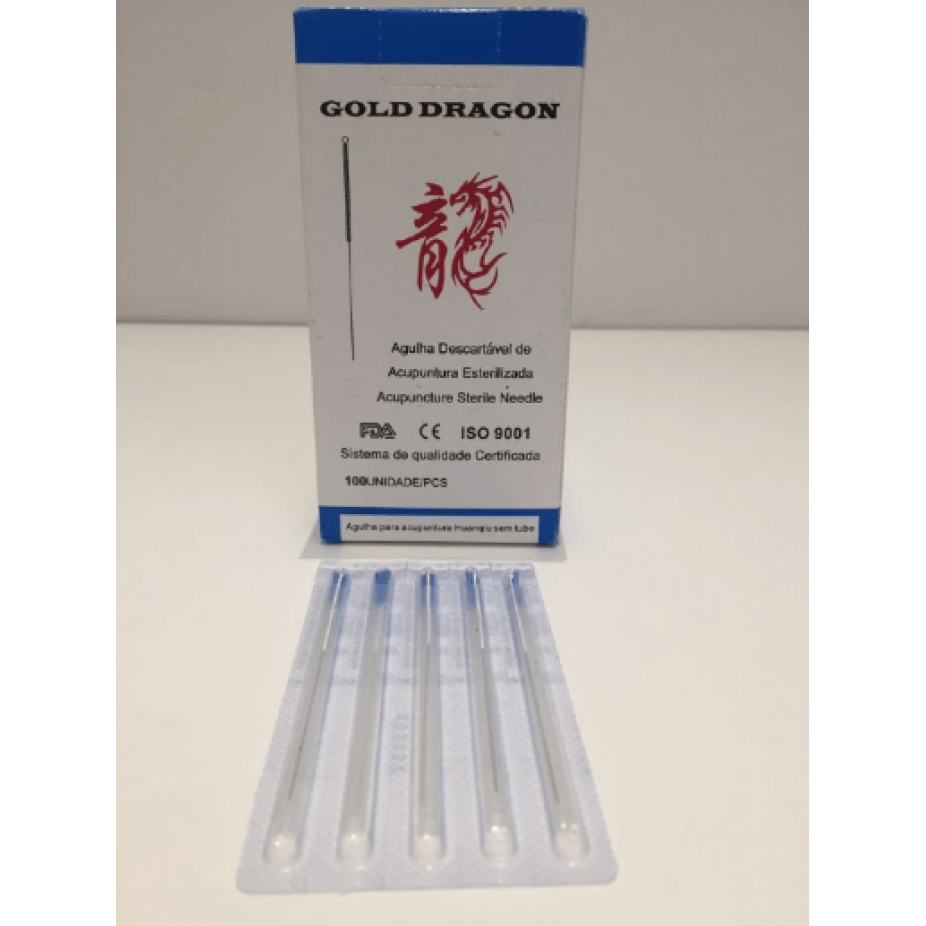 GOLD DRAGON
龍
Agulha Descartável de
Acupuntura Esterilizada
Acupuncture Sterile Needle
FDA CE ISO 9001
Sistema de qualidade Certificada
100UNIDADE/PCS
Agulha para acupuntura Huanqiu sem tubo